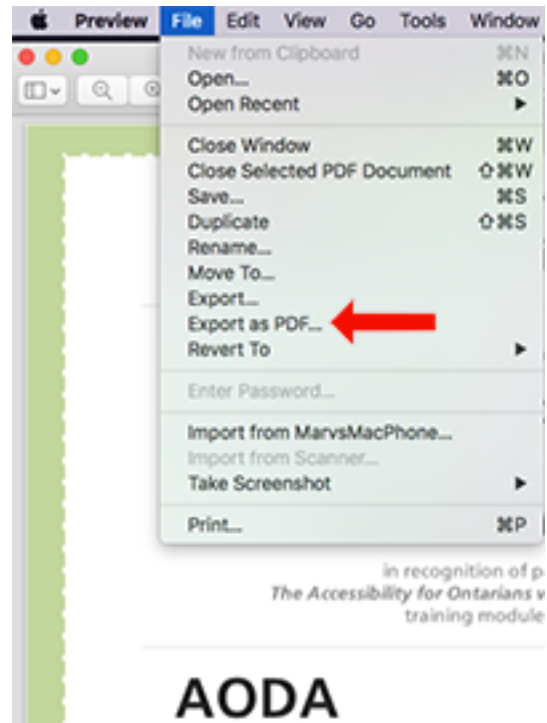 Preview File Edit View Go Tools Window
New from Clipboard ⌘N
Open... ⌘O
Open Recent ▶
Close Window ⌘W
Close Selected PDF Document ⇧⌘W
Save... ⌘S
Duplicate ⇧⌘S
Rename...
Move To...
Export...
Export as PDF...
Revert To ▶
Enter Password...
Import from MarvsMacPhone...
Import from Scanner...
Take Screenshot ▶
Print... ⌘P
in recognition of p
The Accessibility for Ontarians w
training module
AODA